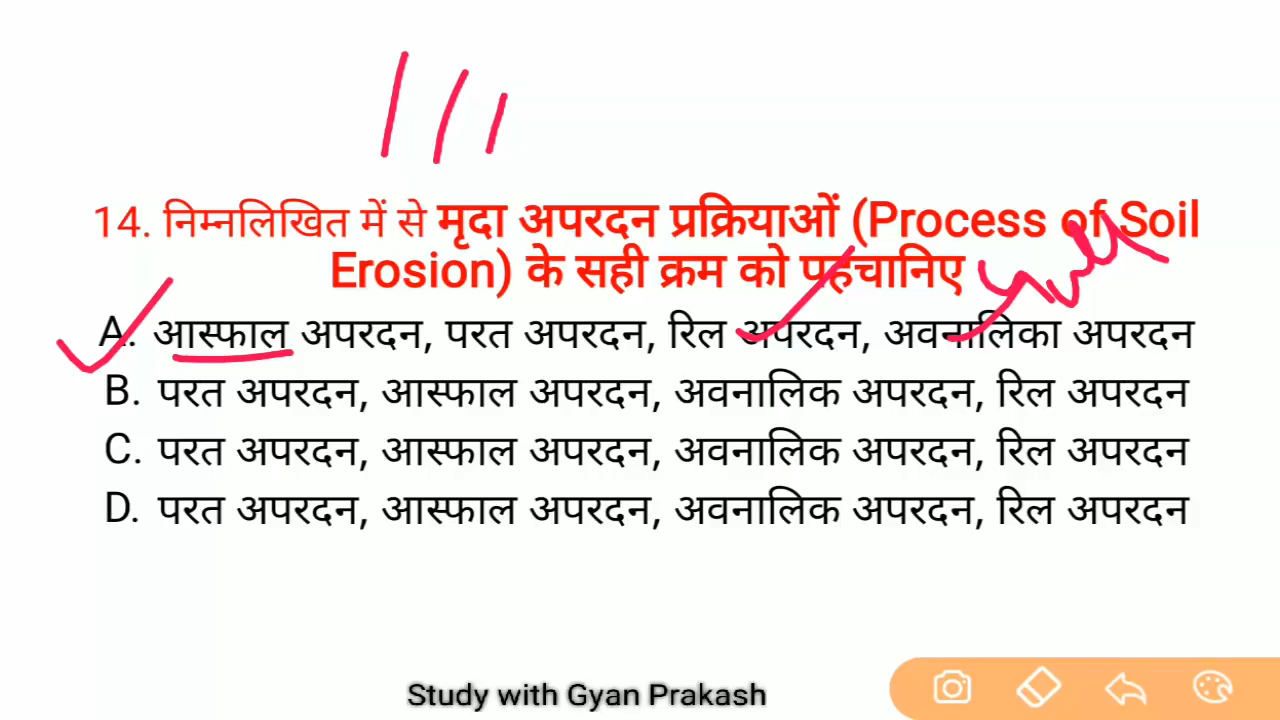 14. निम्नलिखित में से मृदा अपरदन प्रक्रियाओं (Process of Soil
Erosion) के सही क्रम को पहचानिए
A. आस्फाल अपरदन, परत अपरदन, रिल अपरदन, अवनालिका अपरदन
B. परत अपरदन, आस्फाल अपरदन, अवनालिक अपरदन, रिल अपरदन
C. परत अपरदन, आस्फाल अपरदन, अवनालिक अपरदन, रिल अपरदन
D. परत अपरदन, आस्फाल अपरदन, अवनालिक अपरदन, रिल अपरदन
Study with Gyan Prakash